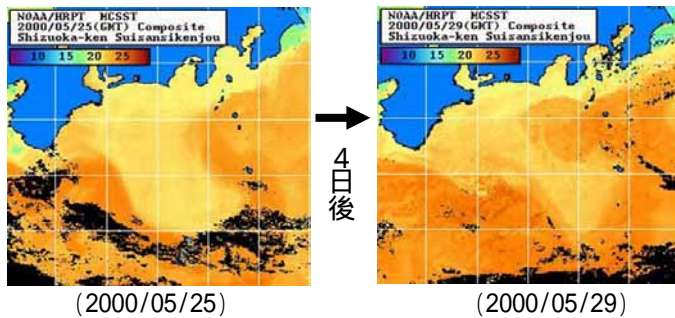 NOAA/HRPT MCSST
2000/05/25(GMT) Composite
Shizuoka-ken Suisansikenjou
10 15 20 25
NOAA/HRPT MCSST
2000/05/29(GMT) Composite
Shizuoka-ken Suisansikenjou
10 15 20 25
4日後
(2000/05/25)
(2000/05/29)